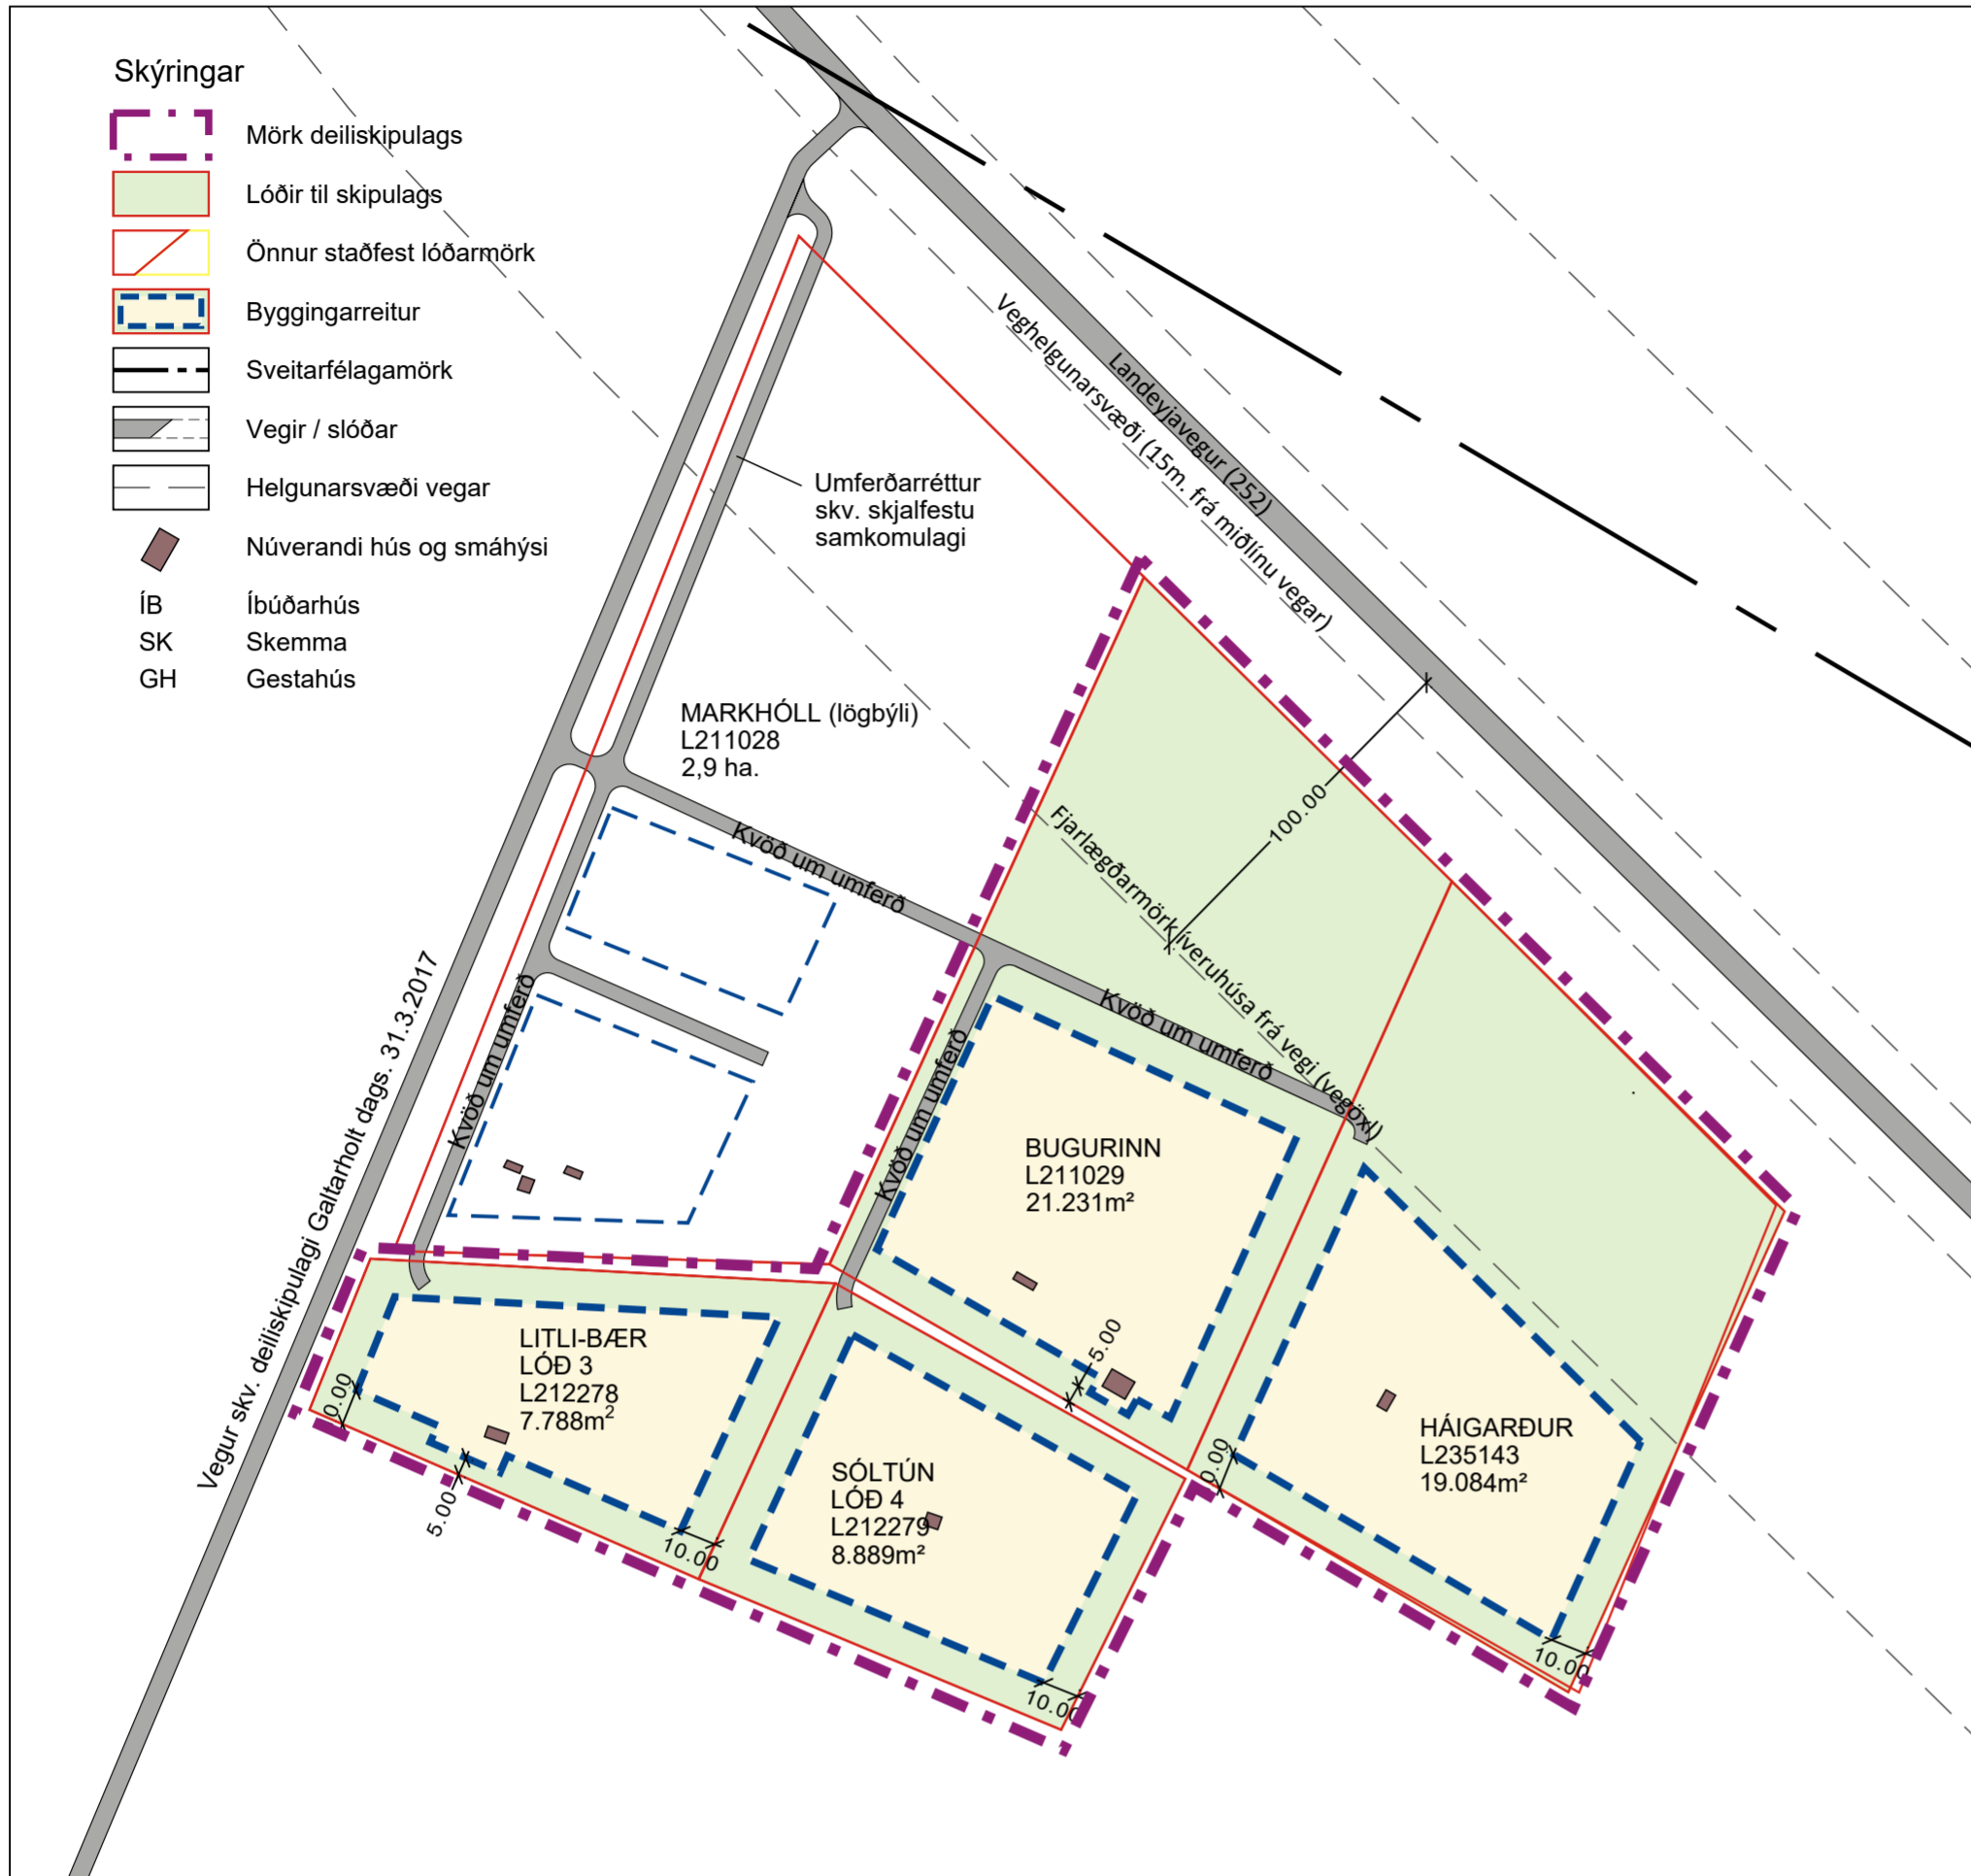 Skýringar
Mörk deiliskipulags
Lóðir til skipulags
Önnur staðfest lóðarmörk
Byggingarreitur
Sveitarfélagamörk
Vegir / slóðar
Helgunarsvæði vegar
Núverandi hús og smáhýsi
ÍB Íbúðarhús
SK Skemma
GH Gestahús
Landeyjavegur (252)
Veghelgunarsvæði (15m. frá miðlínu vegar)
Umferðarréttur
skv. skjalfestu
samkomulagi
MARKHÓLL (lögbýli)
L211028
2,9 ha.
100.00
Fjarlægðarmörk íveruhúsa frá vegi (vegöxl)
Kvöð um umferð
Kvöð um umferð
Kvöð um umferð
Kvöð um umferð
Vegur skv. deiliskipulagi Galtarholt dags. 31.3.2017
BUGURINN
L211029
21.231m²
5.00
LITLI-BÆR
LÓÐ 3
L212278
7.788m²
0.00
5.00
10.00
SÓLTÚN
LÓÐ 4
L212279
8.889m²
10.00
HÁIGARÐUR
L235143
19.084m²
0.00
10.00